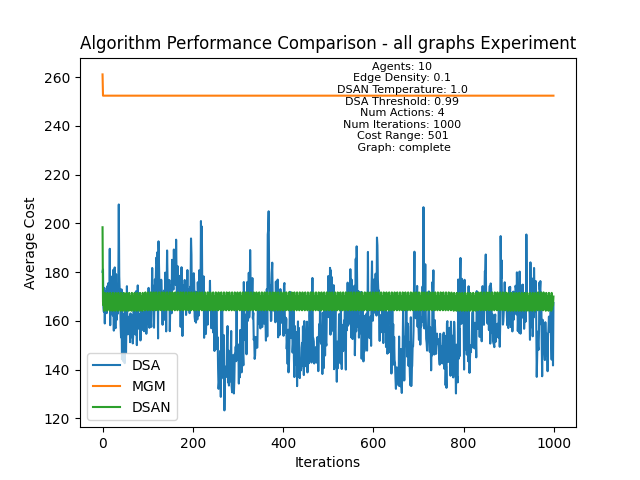 Algorithm Performance Comparison - all graphs Experiment
Agents: 10
Edge Density: 0.1
DSAN Temperature: 1.0
DSA Threshold: 0.99
Num Actions: 4
Num Iterations: 1000
Cost Range: 501
Graph: complete
Average Cost
260
240
220
200
180
160
140
120
DSA
MGM
DSAN
0 200 400 600 800 1000
Iterations